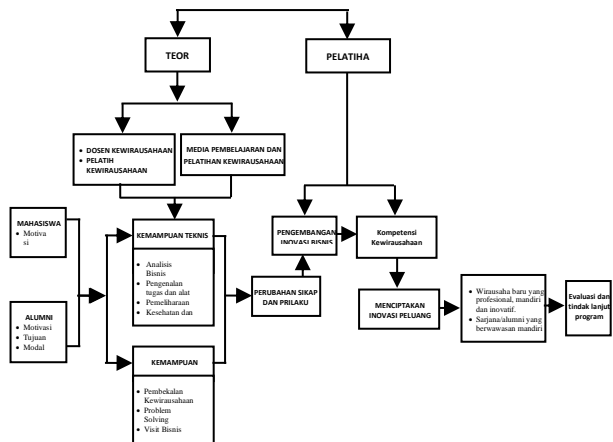 TEOR
PELATIHA
• DOSEN KEWIRAUSAHAAN
• PELATIH
KEWIRAUSAHAAN
MEDIA PEMBELAJARAN DAN
PELATIHAN KEWIRAUSAHAAN
MAHASISWA
• Motiva
si
ALUMNI
• Motivasi
• Tujuan
• Modal
KEMAMPUAN TEKNIS
• Analisis
Bisnis
• Pengenalan
tugas dan alat
• Pemeliharaan
• Kesehatan dan
KEMAMPUAN
• Pembekalan
Kewirausahaan
• Problem
Solving
• Visit Bisnis
PERUBAHAN SIKAP
DAN PRILAKU
PENGEMBANGAN
INOVASI BISNIS
Kompetensi
Kewirausahaan
MENCIPTAKAN
INOVASI PELUANG
• Wirausaha baru yang
profesional, mandiri
dan inovatif.
• Sarjana/alumni yang
berwawasan mandiri
Evaluasi dan
tindak lanjut
program